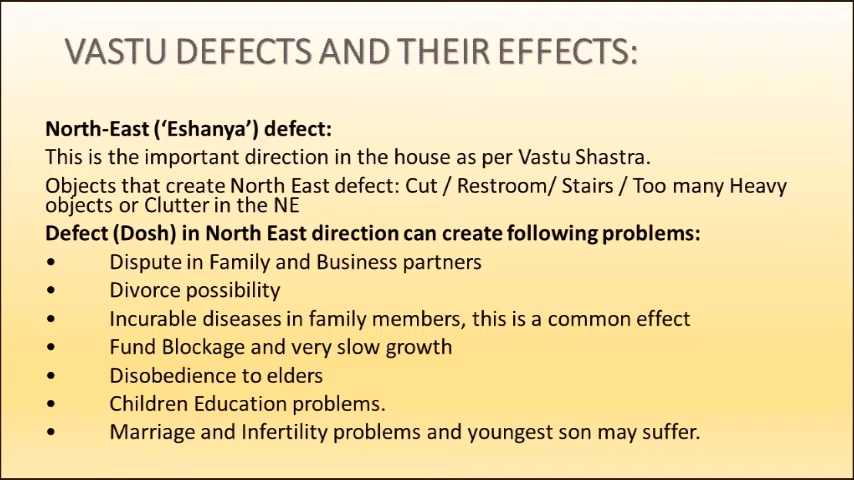 VASTU DEFECTS AND THEIR EFFECTS:
North-East (‘Eshanya’) defect:
This is the important direction in the house as per Vastu Shastra.
Objects that create North East defect: Cut / Restroom/ Stairs / Too many Heavy
objects or Clutter in the NE
Defect (Dosh) in North East direction can create following problems:
• Dispute in Family and Business partners
• Divorce possibility
• Incurable diseases in family members, this is a common effect
• Fund Blockage and very slow growth
• Disobedience to elders
• Children Education problems.
• Marriage and Infertility problems and youngest son may suffer.